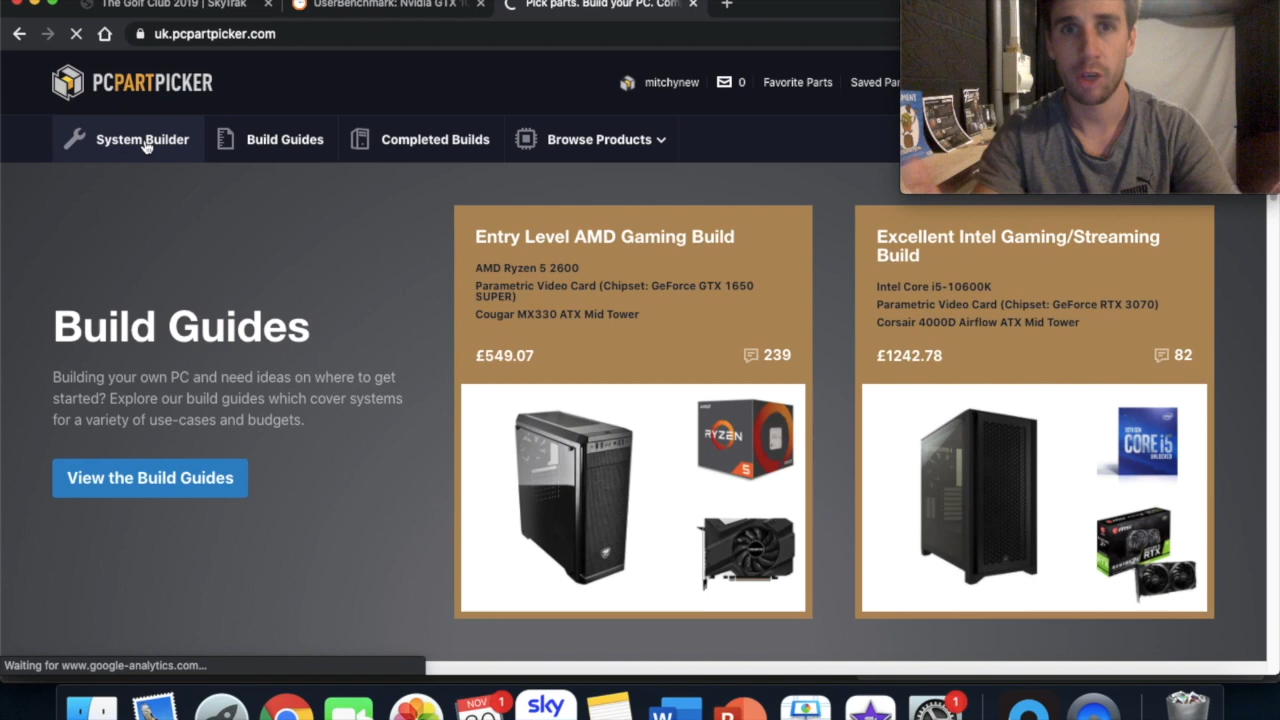 The Golf Club 2019 | SkyTrak
UserBenchmark: Nvidia GTX 10
Pick parts. Build your PC. Com
uk.pcpartpicker.com
PCPARTPICKER
mitchynew
0
Favorite Parts
Saved Par
System Builder
Build Guides
Completed Builds
Browse Products
Build Guides
Building your own PC and need ideas on where to get
started? Explore our build guides which cover systems
for a variety of use-cases and budgets.
View the Build Guides
Entry Level AMD Gaming Build
AMD Ryzen 5 2600
Parametric Video Card (Chipset: GeForce GTX 1650
SUPER)
Cougar MX330 ATX Mid Tower
£549.07
239
RYZEN
5
Excellent Intel Gaming/Streaming
Build
Intel Core i5-10600K
Parametric Video Card (Chipset: GeForce RTX 3070)
Corsair 4000D Airflow ATX Mid Tower
£1242.78
82
CORE i5
UNLOCKED
RTX
Waiting for www.google-analytics.com...
NOV
1
sky
W
P
1